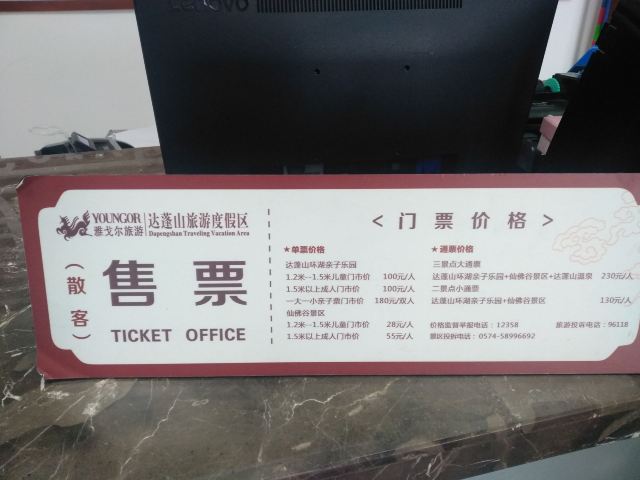 Lenovo
YOUNGOR
雅戈尔旅游
达蓬山旅游度假区
Dapengshan Traveling Vacation Area
（散客）
售票
TICKET OFFICE
<门票价格>
★单票价格
达蓬山环湖亲子乐园
1.2米--1.5米儿童门市价 100元/人
1.5米以上成人门市价 100元/人
一大一小亲子票门市价 180元/双人
仙佛谷景区
1.2米--1.5米儿童门市价 28元/人
1.5米以上成人门市价 55元/人
★通票价格
三景点大通票
达蓬山环湖亲子乐园+仙佛谷景区+达蓬山温泉 230元/人
二景点小通票
达蓬山环湖亲子乐园+仙佛谷景区 130元/人
价格监督举报电话：12358 旅游投诉电话：96118
景区投拆电话：0574-58996692